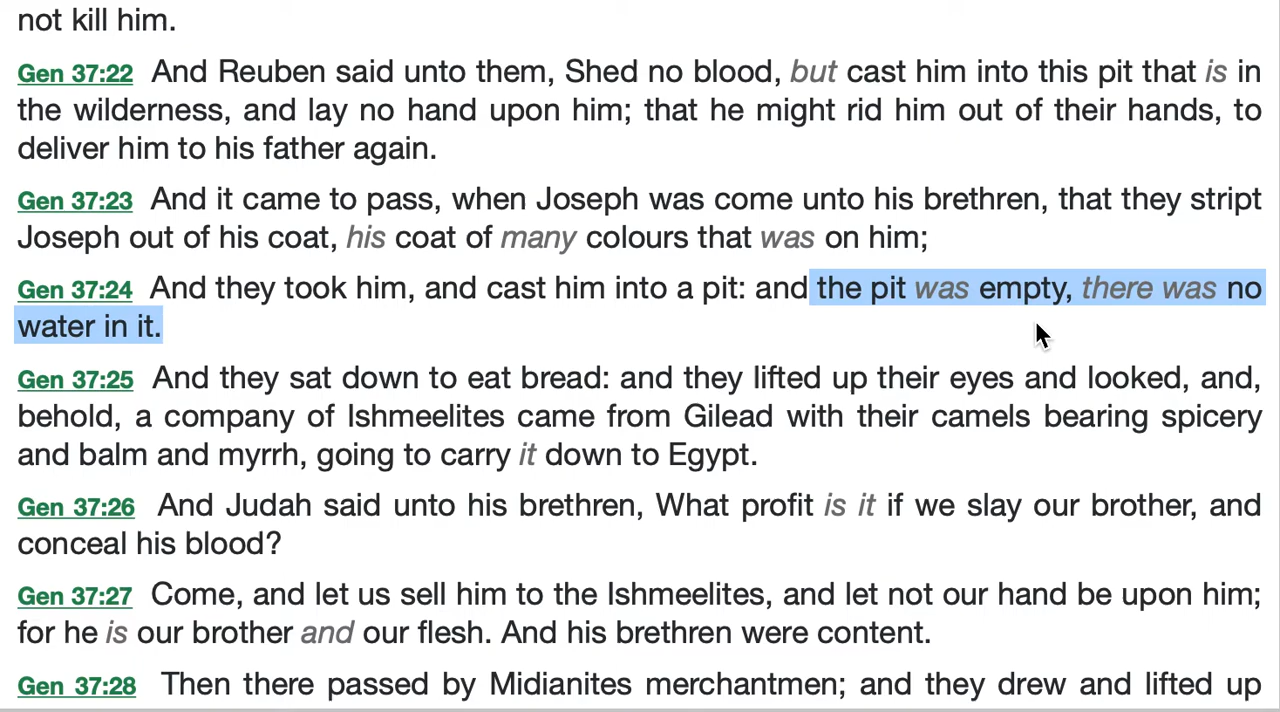 not kill him.
Gen 37:22 And Reuben said unto them, Shed no blood, but cast him into this pit that is in
the wilderness, and lay no hand upon him; that he might rid him out of their hands, to
deliver him to his father again.
Gen 37:23 And it came to pass, when Joseph was come unto his brethren, that they stript
Joseph out of his coat, his coat of many colours that was on him;
Gen 37:24 And they took him, and cast him into a pit: and the pit was empty, there was no
water in it.
Gen 37:25 And they sat down to eat bread: and they lifted up their eyes and looked, and,
behold, a company of Ishmeelites came from Gilead with their camels bearing spicery
and balm and myrrh, going to carry it down to Egypt.
Gen 37:26 And Judah said unto his brethren, What profit is it if we slay our brother, and
conceal his blood?
Gen 37:27 Come, and let us sell him to the Ishmeelites, and let not our hand be upon him;
for he is our brother and our flesh. And his brethren were content.
Gen 37:28 Then there passed by Midianites merchantmen; and they drew and lifted up